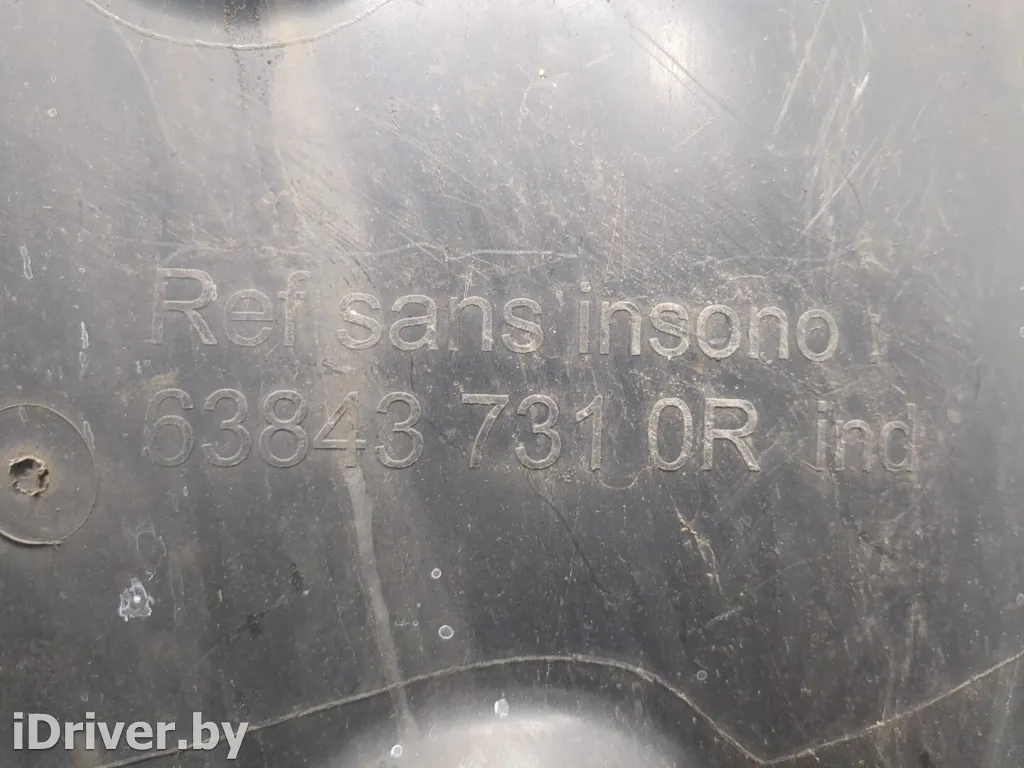 Ref sans insono
63843 731 0R ind
iDriver.by